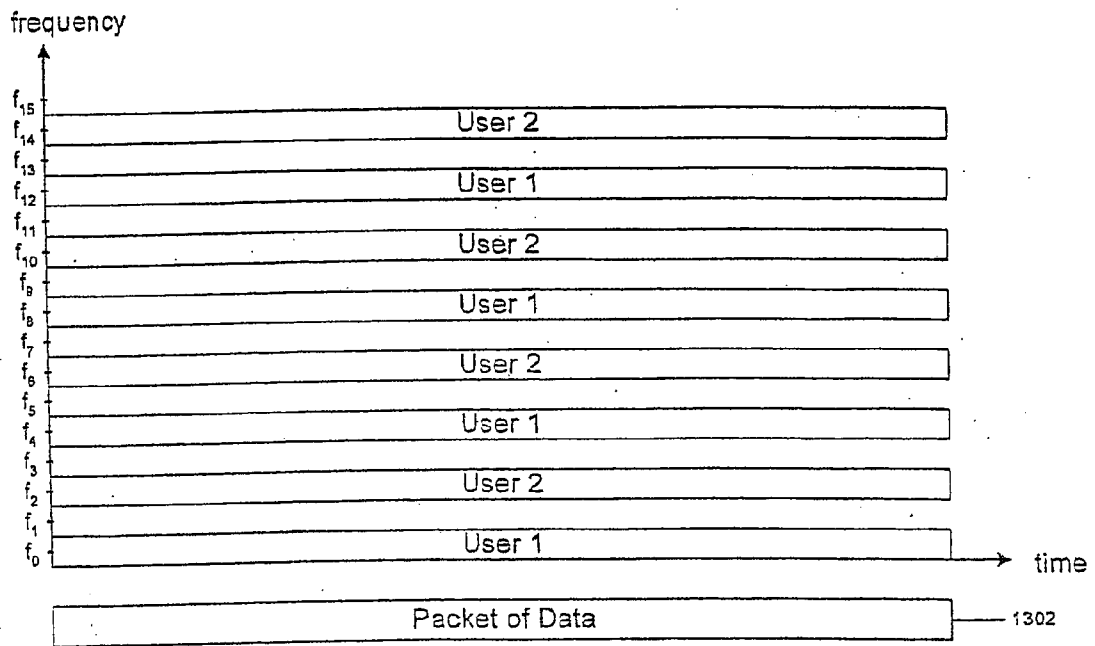 frequency
f15
f14
User 2
f13
f12
User 1
f11
f10
User 2
f9
f8
User 1
f7
f6
User 2
f5
f4
User 1
f3
f2
User 2
f1
f0
User 1
time
Packet of Data
1302